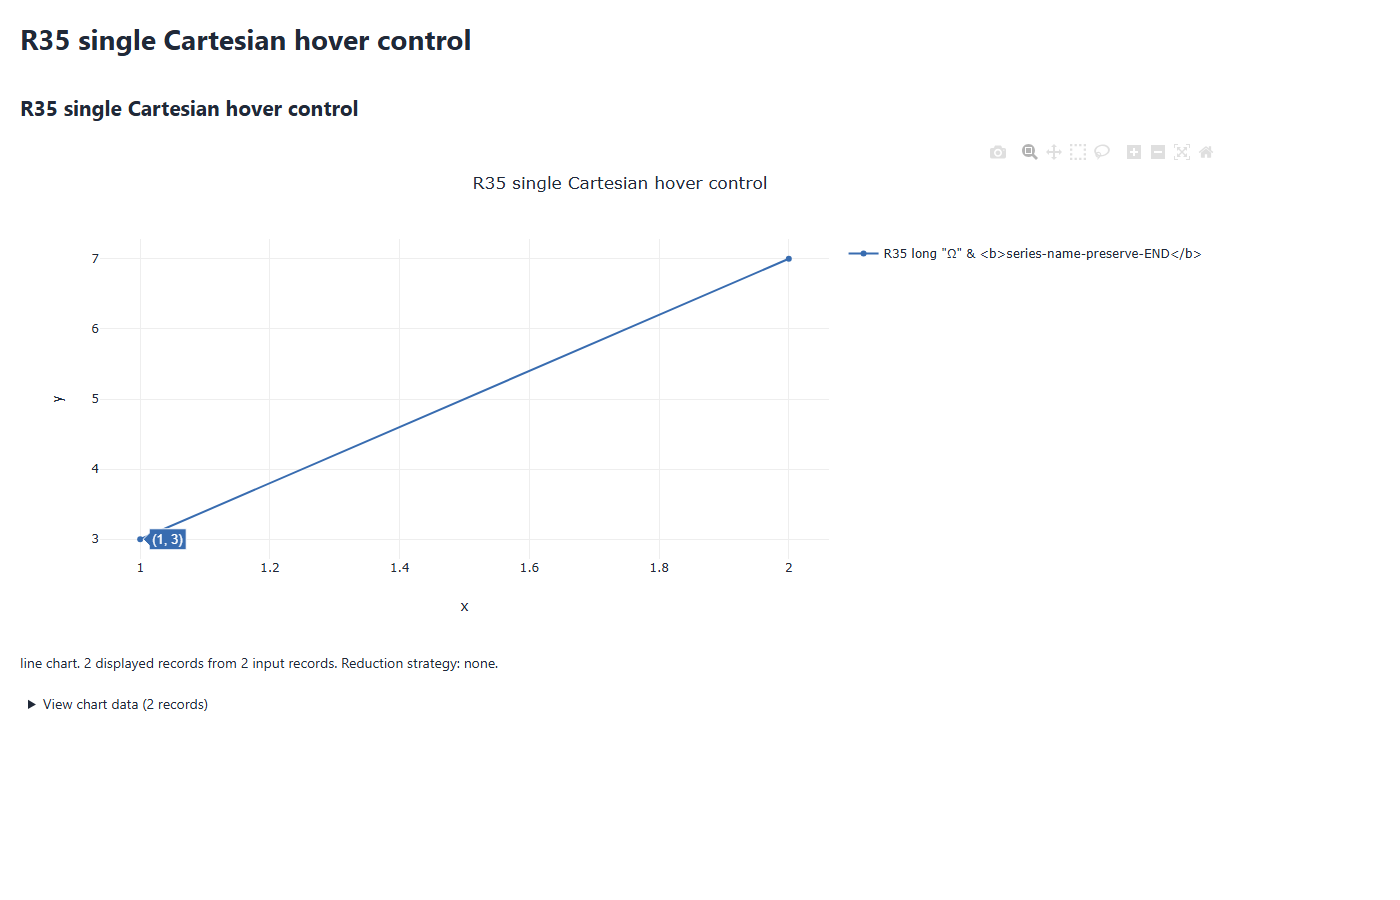 R35 single Cartesian hover control
R35 single Cartesian hover control
R35 single Cartesian hover control
R35 long "Ω" & <b>series-name-preserve-END</b>
7
6
5
4
3
y
(1, 3)
1
1.2
1.4
1.6
1.8
2
x
line chart. 2 displayed records from 2 input records. Reduction strategy: none.
View chart data (2 records)